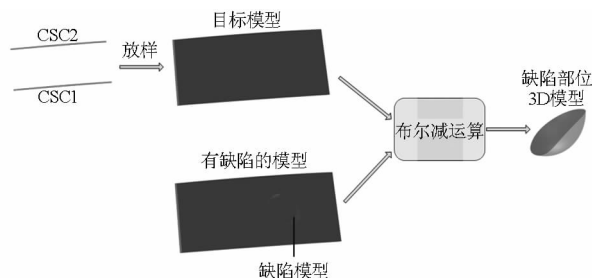 目标模型
CSC2
放样
CSC1
缺陷部位
3D模型
布尔减运算
有缺陷的模型
缺陷模型